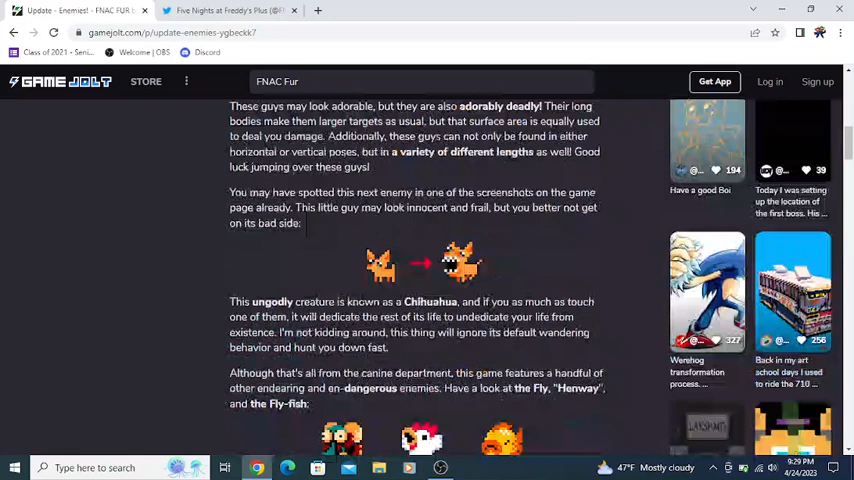 Update - Enemies! - FNAC FUR b
Five Nights at Freddy's Plus (@F
gamejolt.com/p/update-enemies-ygbeckk7
Class of 2021 - Seni...
Welcome | OBS
Discord
GAME JOLT
STORE
FNAC Fur
Get App
Log in
Sign up
These guys may look adorable, but they are also adorably deadly! Their long
bodies make them larger targets as usual, but that surface area is equally used
to deal you damage. Additionally, these guys can not only be found in either
horizontal or vertical poses, but in a variety of different lengths as well! Good
luck jumping over these guys!
You may have spotted this next enemy in one of the screenshots on the game
page already. This little guy may look innocent and frail, but you better not get
on its bad side:
This ungodly creature is known as a Chihuahua, and if you as much as touch
one of them, it will dedicate the rest of its life to undedicate your life from
existence. I'm not kidding around, this thing will ignore its default wandering
behavior and hunt you down fast.
Although that's all from the canine department, this game features a handful of
other endearing and en-dangerous enemies. Have a look at the Fly, "Henway",
and the Fly-fish:
@... 194
Have a good Boi
@... 39
Today I was setting
up the location of
the first boss. His ...
@... 327
Werehog
transformation
process. ...
@... 256
Back in my art
school days I used
to ride the 710 ...
LAKSHMI
Type here to search
47°F Mostly cloudy
9:29 PM
4/24/2023